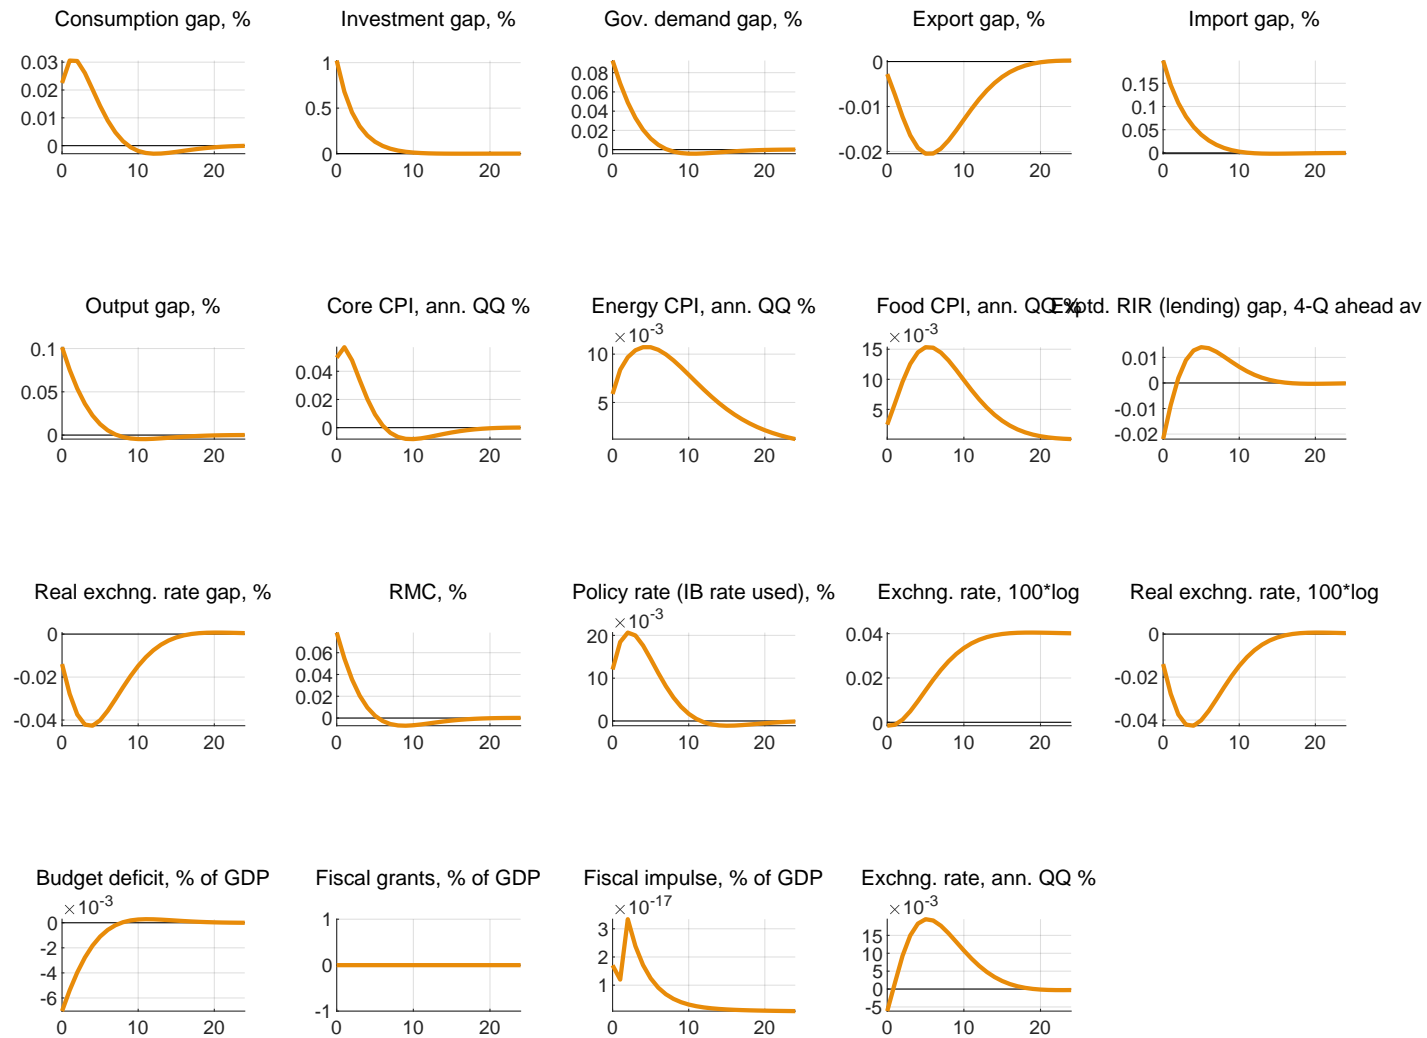 Consumption gap, %
0.03
0.02
0.01
0
0 10 20
Investment gap, %
1
0.5
0
0 10 20
Gov. demand gap, %
0.08
0.06
0.04
0.02
0
0 10 20
Export gap, %
0
-0.01
-0.02
0 10 20
Import gap, %
0.15
0.1
0.05
0
0 10 20
Output gap, %
0.1
0.05
0
0 10 20
Core CPI, ann. QQ %
0.04
0.02
0
0 10 20
Energy CPI, ann. QQ %
×10-3
10
5
0 10 20
Food CPI, ann. QQ %
×10-3
15
10
5
0 10 20
Exptd. RIR (lending) gap, 4-Q ahead av
0.01
0
-0.01
-0.02
0 10 20
Real exchng. rate gap, %
0
-0.02
-0.04
0 10 20
RMC, %
0.06
0.04
0.02
0
0 10 20
Policy rate (IB rate used), %
×10-3
20
10
0
0 10 20
Exchng. rate, 100*log
0.04
0.02
0
0 10 20
Real exchng. rate, 100*log
0
-0.02
-0.04
0 10 20
Budget deficit, % of GDP
×10-3
0
-2
-4
-6
0 10 20
Fiscal grants, % of GDP
1
0
-1
0 10 20
Fiscal impulse, % of GDP
×10-17
3
2
1
0 10 20
Exchng. rate, ann. QQ %
×10-3
15
10
5
0
-5
0 10 20